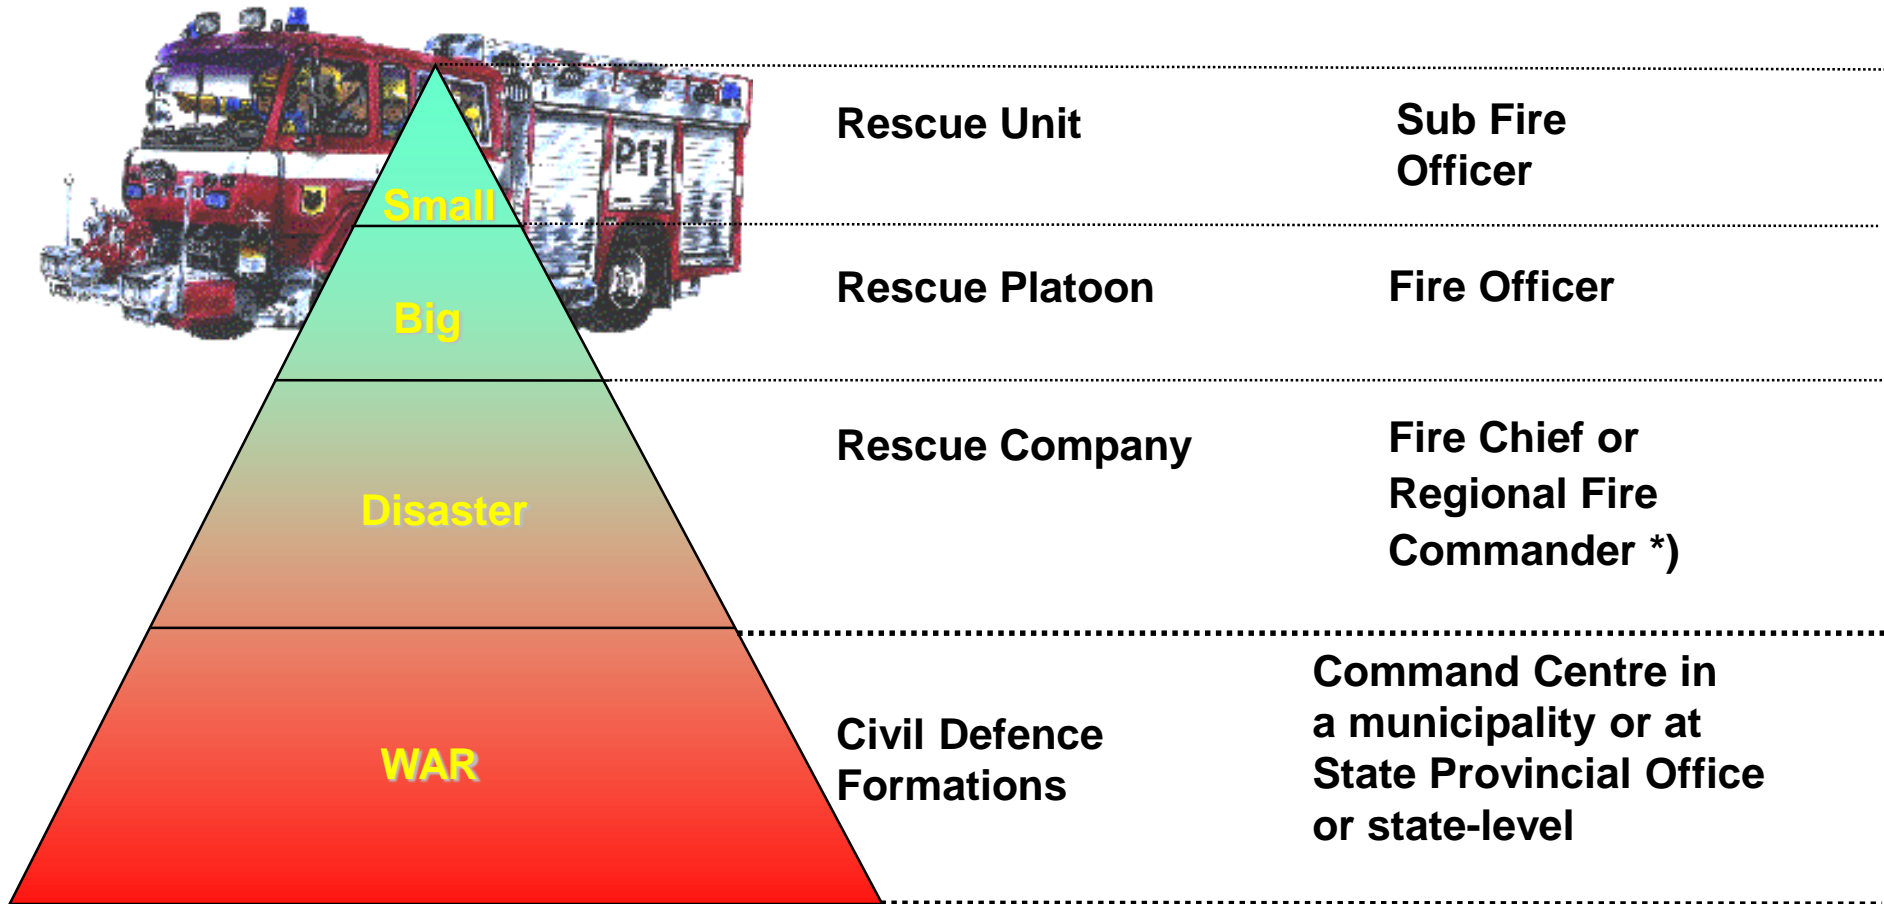 P11
Small
Rescue Unit
Sub Fire
Officer
Big
Rescue Platoon
Fire Officer
Disaster
Rescue Company
Fire Chief or
Regional Fire
Commander *)
WAR
Civil Defence
Formations
Command Centre in
a municipality or at
State Provincial Office
or state-level